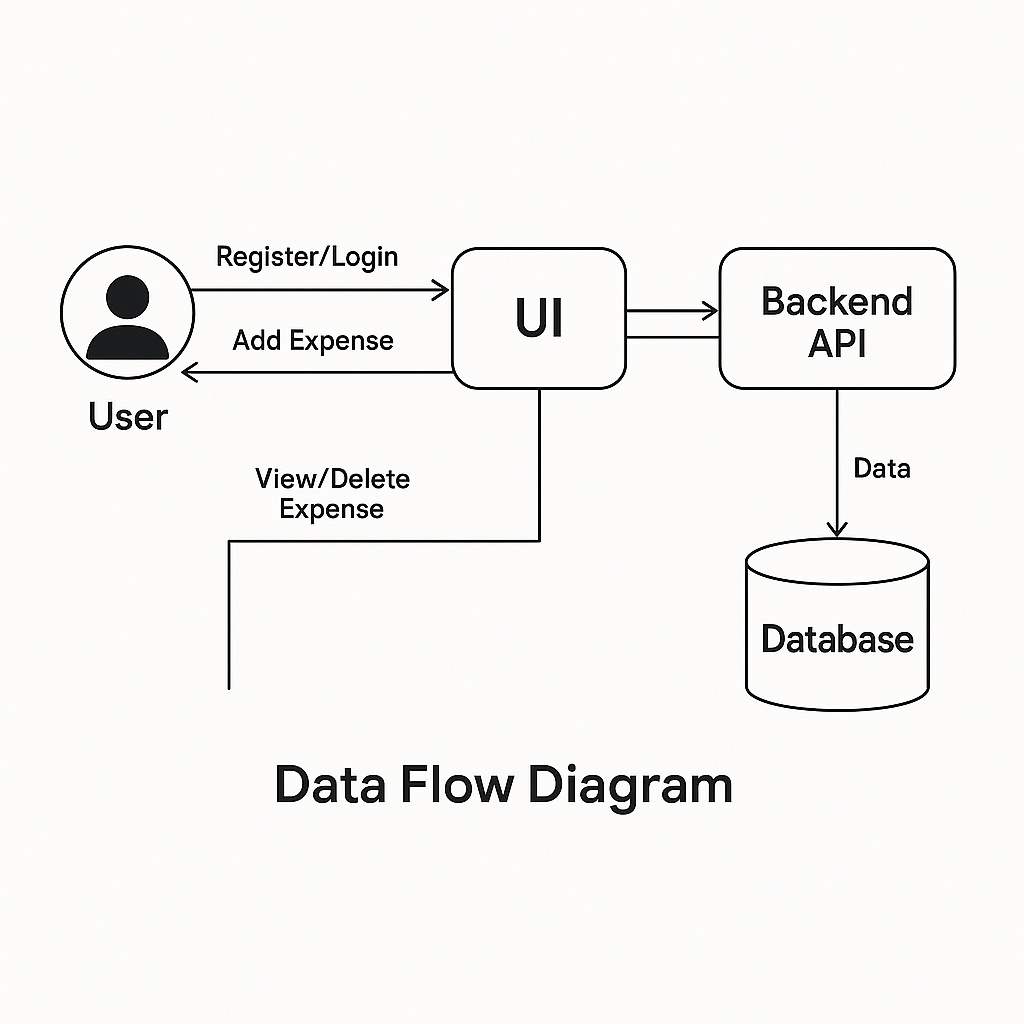 Register/Login
UI
Backend
API
Add Expense
User
View/Delete
Expense
Data
Database
Data Flow Diagram